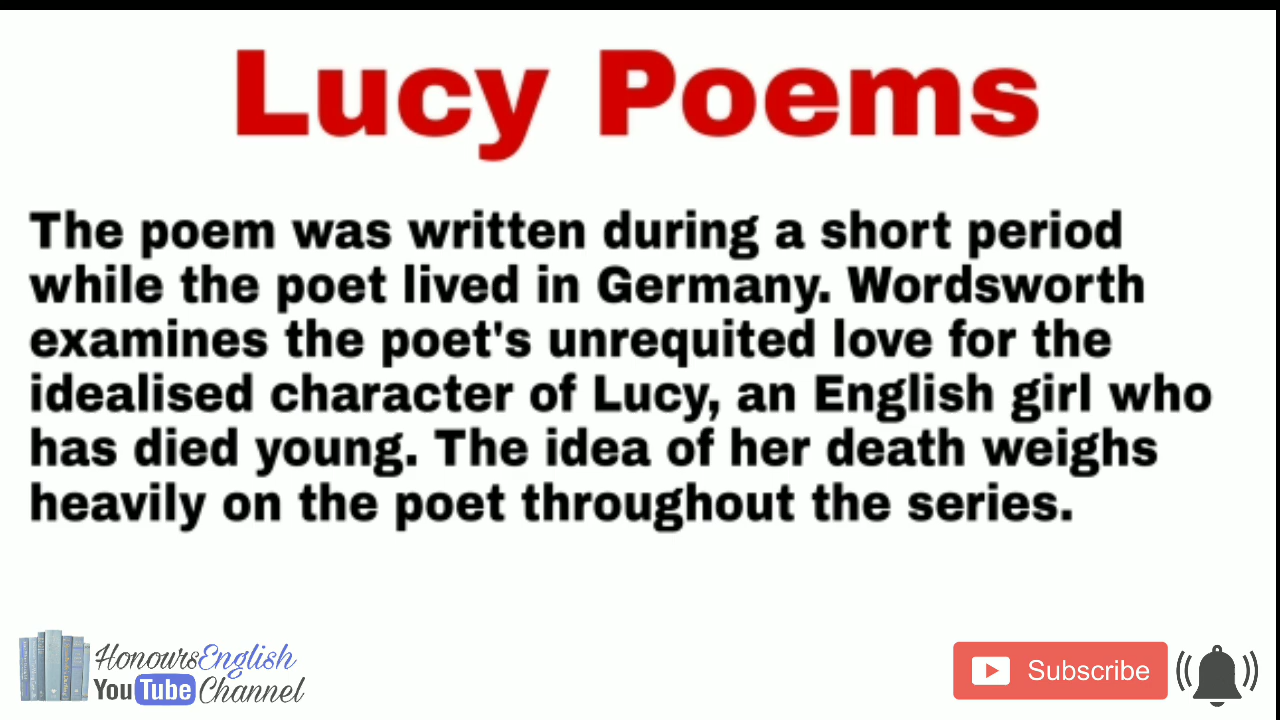 Lucy Poems
The poem was written during a short period
while the poet lived in Germany. Wordsworth
examines the poet's unrequited love for the
idealised character of Lucy, an English girl who
has died young. The idea of her death weighs
heavily on the poet throughout the series.
HonoursEnglish
YouTube Channel
Subscribe